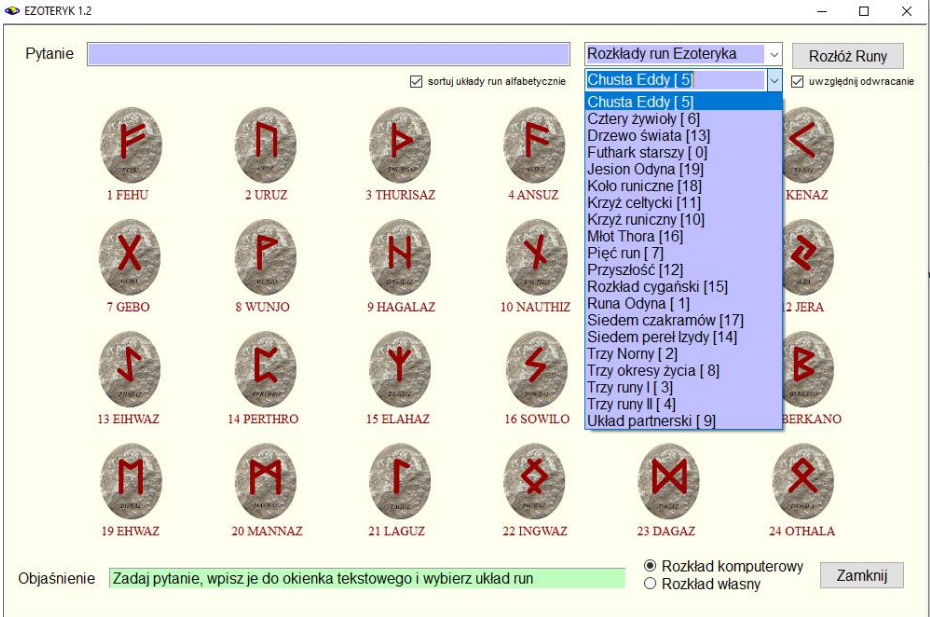 EZOTERYK 1.2
Pytanie
Rozkłady run Ezoteryka
Rozłóż Runy
sortuj układy run alfabetycznie
Chusta Eddy [ 5]
uwzględnij odwracanie
Chusta Eddy [ 5]
Cztery żywioły [ 6]
Drzewo świata [13]
Futhark starszy [ 0]
Jesion Odyna [19]
Koło runiczne [18]
Krzyż celtycki [11]
Krzyż runiczny [10]
Młot Thora [16]
Pięć run [ 7]
Przyszłość [12]
Rozkład cygański [15]
Runa Odyna [ 1]
Siedem czakramów [17]
Siedem pereł Izydy [14]
Trzy Norny [ 2]
Trzy okresy życia [ 8]
Trzy runy I [ 3]
Trzy runy II [ 4]
Układ partnerski [ 9]
1 FEHU
2 URUZ
3 THURISAZ
4 ANSUZ
KENAZ
7 GEBO
8 WUNJO
9 HAGALAZ
10 NAUTHIZ
2 JERA
13 EIHWAZ
14 PERTHRO
15 ELAHAZ
16 SOWILO
BERKANO
19 EHWAZ
20 MANNAZ
21 LAGUZ
22 INGWAZ
23 DAGAZ
24 OTHALA
Objaśnienie
Zadaj pytanie, wpisz je do okienka tekstowego i wybierz układ run
Rozkład komputerowy
Rozkład własny
Zamknij